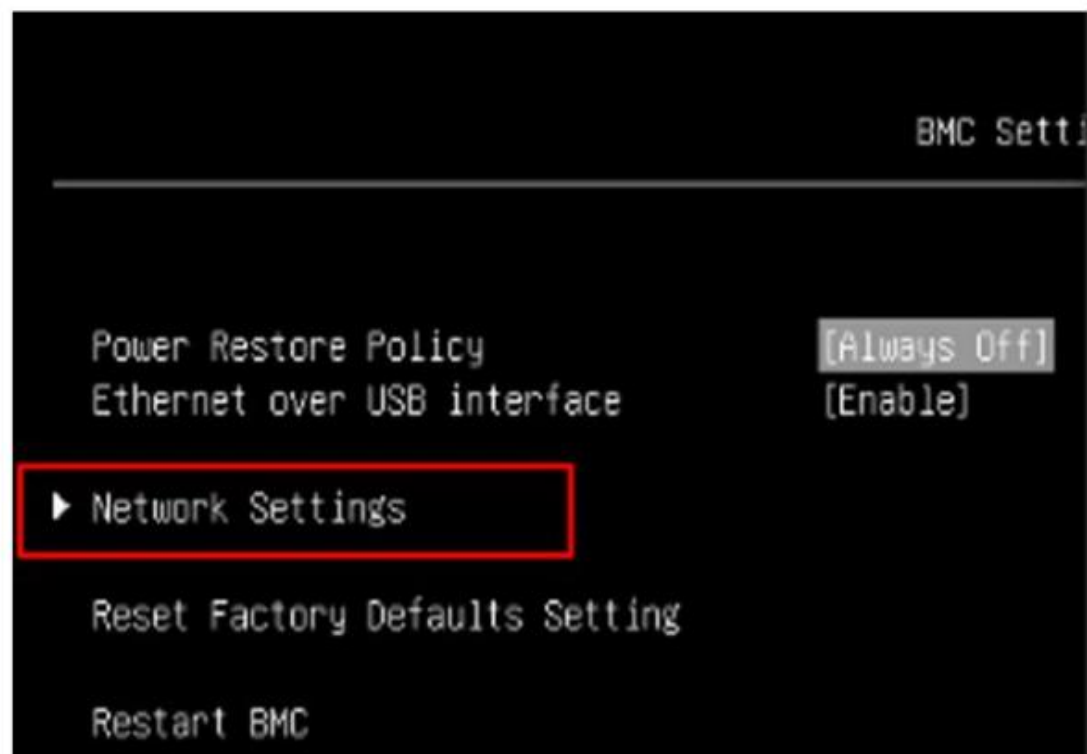 BMC Setti
Power Restore Policy [Always Off]
Ethernet over USB interface [Enable]
Network Settings
Reset Factory Defaults Setting
Restart BMC